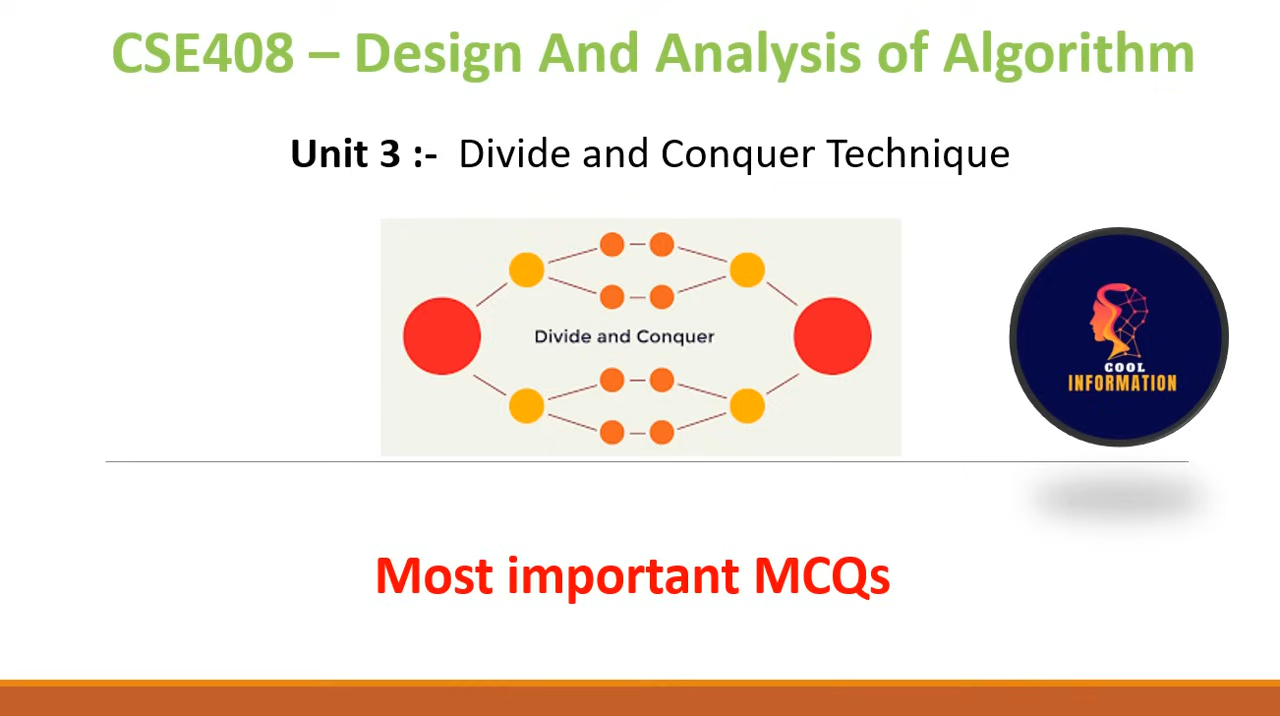 CSE408 – Design And Analysis of Algorithm
Unit 3 :- Divide and Conquer Technique
Divide and Conquer
COOL
INFORMATION
Most important MCQs